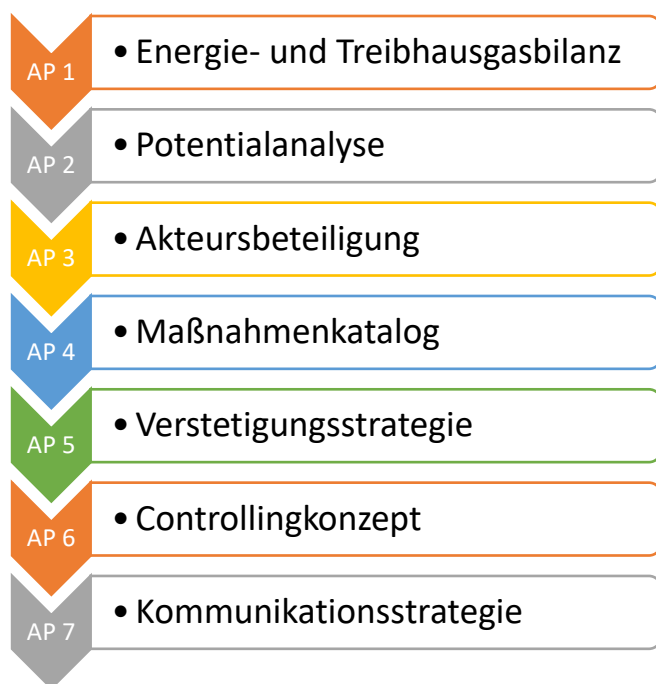 AP 1
• Energie- und Treibhausgasbilanz
AP 2
• Potentialanalyse
AP 3
• Akteursbeteiligung
AP 4
• Maßnahmenkatalog
AP 5
• Verstetigungsstrategie
AP 6
• Controllingkonzept
AP 7
• Kommunikationsstrategie